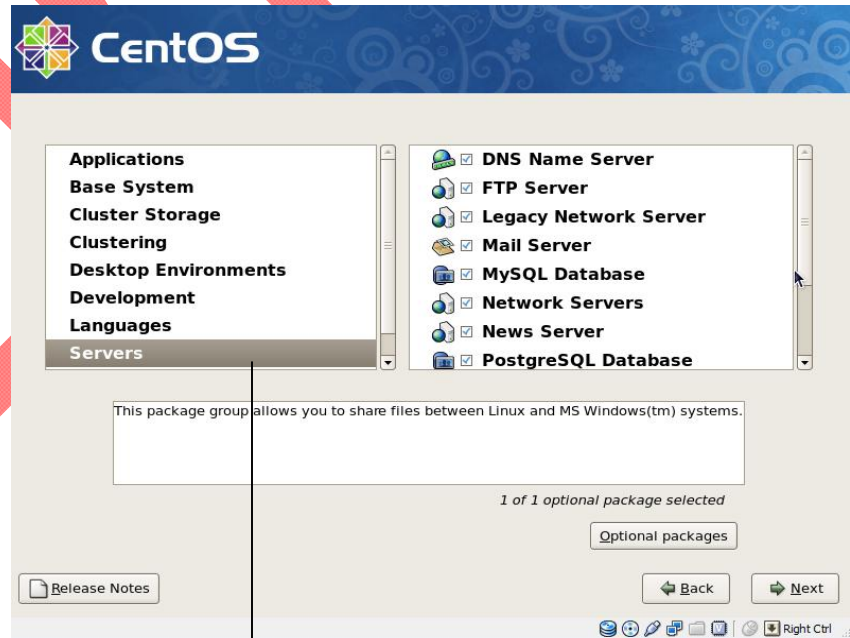 CentOS
Applications
Base System
Cluster Storage
Clustering
Desktop Environments
Development
Languages
Servers
DNS Name Server
FTP Server
Legacy Network Server
Mail Server
MySQL Database
Network Servers
News Server
PostgreSQL Database
This package group allows you to share files between Linux and MS Windows(tm) systems.
1 of 1 optional package selected
Optional packages
Release Notes
Back
Next
Right Ctrl